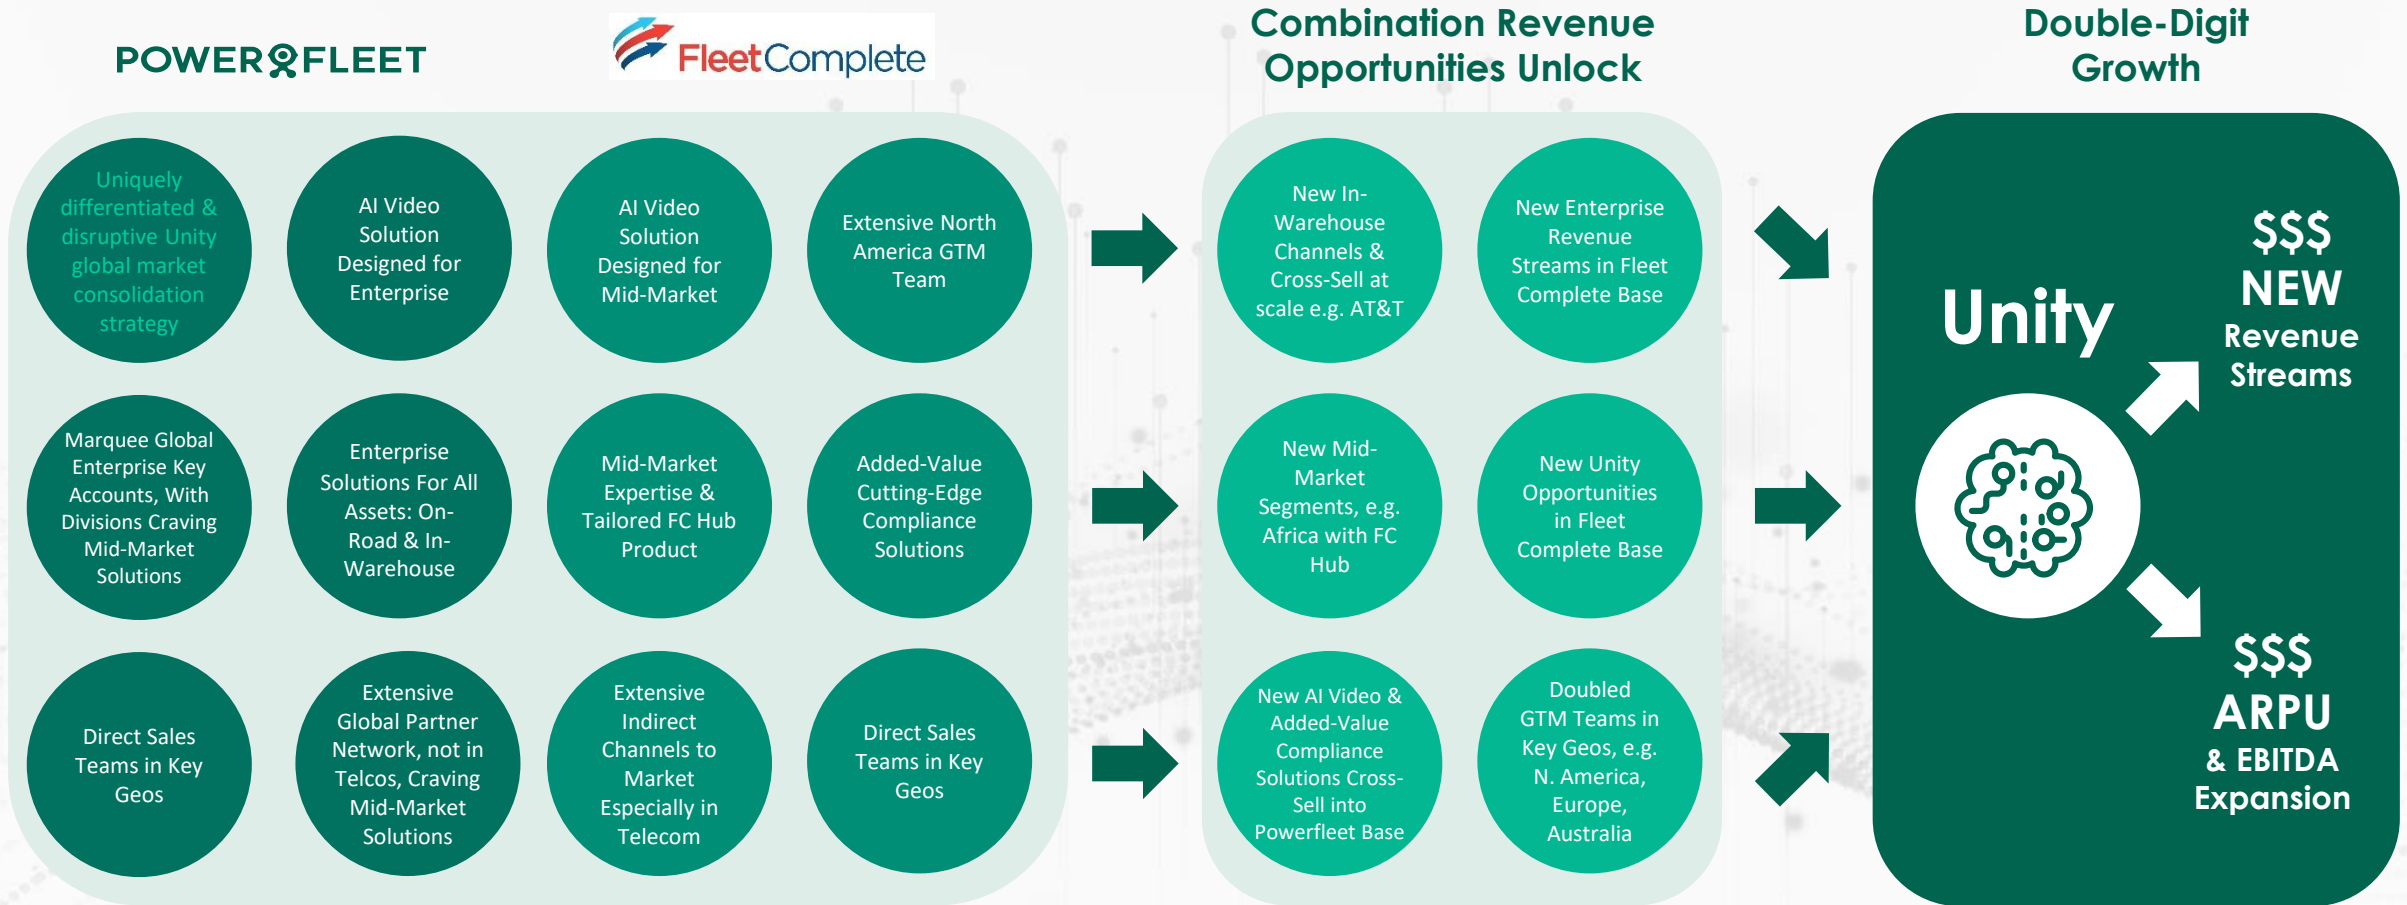 POWERFLEET
FleetComplete
Combination Revenue
Opportunities Unlock
Double-Digit
Growth
Uniquely
differentiated &
disruptive Unity
global market
consolidation
strategy
AI Video
Solution
Designed for
Enterprise
AI Video
Solution
Designed for
Mid-Market
Extensive North
America GTM
Team
New In-
Warehouse
Channels &
Cross-Sell at
scale e.g. AT&T
New Enterprise
Revenue
Streams in Fleet
Complete Base
Marquee Global
Enterprise Key
Accounts, With
Divisions Craving
Mid-Market
Solutions
Enterprise
Solutions For All
Assets: On-
Road & In-
Warehouse
Mid-Market
Expertise &
Tailored FC Hub
Product
Added-Value
Cutting-Edge
Compliance
Solutions
New Mid-
Market
Segments, e.g.
Africa with FC
Hub
New Unity
Opportunities
in Fleet
Complete Base
Direct Sales
Teams in Key
Geos
Extensive
Global Partner
Network, not in
Telcos, Craving
Mid-Market
Solutions
Extensive
Indirect
Channels to
Market
Especially in
Telecom
Direct Sales
Teams in Key
Geos
New AI Video &
Added-Value
Compliance
Solutions Cross-
Sell into
Powerfleet Base
Doubled
GTM Teams in
Key Geos, e.g.
N. America,
Europe,
Australia
Unity
$$$
NEW
Revenue
Streams
$$$
ARPU
& EBITDA
Expansion